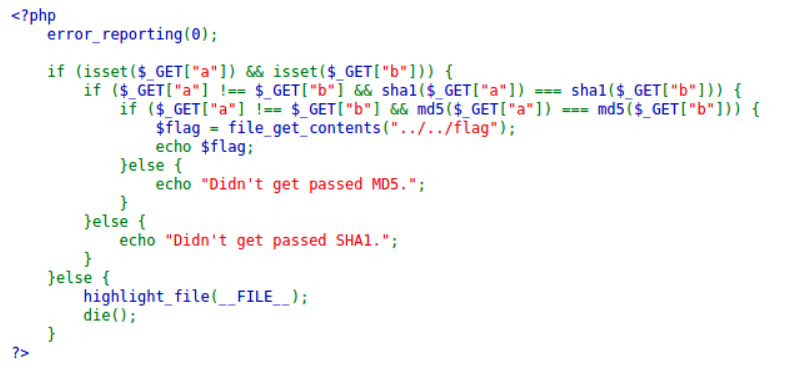 <?php
    error_reporting(0);

    if (isset($_GET["a"]) && isset($_GET["b"])) {
        if ($_GET["a"] !== $_GET["b"] && sha1($_GET["a"]) === sha1($_GET["b"])) {
            if ($_GET["a"] !== $_GET["b"] && md5($_GET["a"]) === md5($_GET["b"])) {
                $flag = file_get_contents("../../flag");
                echo $flag;
            }else {
                echo "Didn't get passed MD5.";
            }
        }else {
            echo "Didn't get passed SHA1.";
        }
    }else {
        highlight_file(__FILE__);
        die();
    }
?>